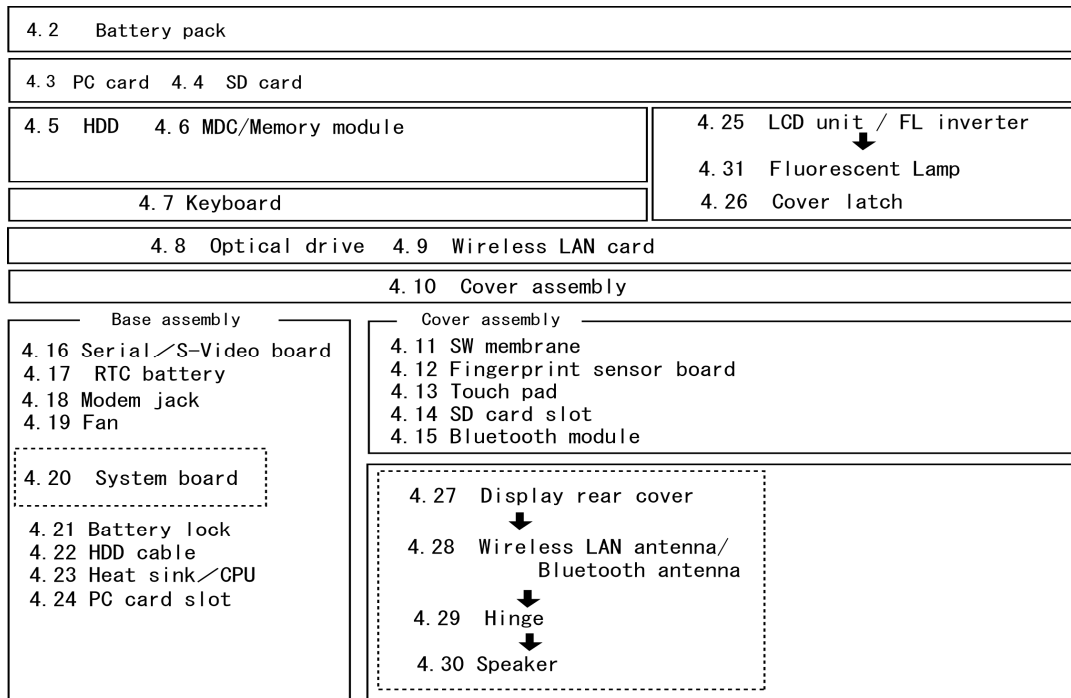 4.2 Battery pack
4.3 PC card 4.4 SD card
4.5 HDD 4.6 MDC/Memory module
4.7 Keyboard
4.25 LCD unit / FL inverter
4.31 Fluorescent Lamp
4.26 Cover latch
4.8 Optical drive 4.9 Wireless LAN card
4.10 Cover assembly
Base assembly
4.16 Serial／S-Video board
4.17 RTC battery
4.18 Modem jack
4.19 Fan
4.20 System board
4.21 Battery lock
4.22 HDD cable
4.23 Heat sink／CPU
4.24 PC card slot
Cover assembly
4.11 SW membrane
4.12 Fingerprint sensor board
4.13 Touch pad
4.14 SD card slot
4.15 Bluetooth module
4.27 Display rear cover
4.28 Wireless LAN antenna/
Bluetooth antenna
4.29 Hinge
4.30 Speaker